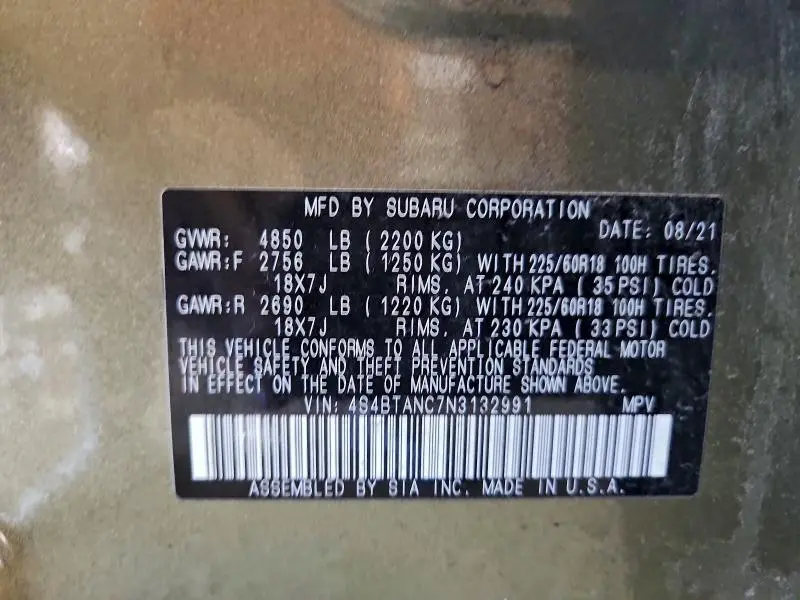 MFD BY SUBARU CORPORATION
DATE: 08/21
GVWR: 4850 LB (2200 KG)
GAWR:F 2756 LB (1250 KG) WITH 225/60R18 100H TIRES.
18X7J RIMS. AT 240 KPA (35 PSI) COLD
GAWR:R 2690 LB (1220 KG) WITH 225/60R18 100H TIRES.
18X7J RIMS. AT 230 KPA (33 PSI) COLD
THIS VEHICLE CONFORMS TO ALL APPLICABLE FEDERAL MOTOR
VEHICLE SAFETY AND THEFT PREVENTION STANDARDS
IN EFFECT ON THE DATE OF MANUFACTURE SHOWN ABOVE.
VIN: 4S4BTANC7N3132991 MPV
ASSEMBLED BY SIA INC. MADE IN U.S.A.